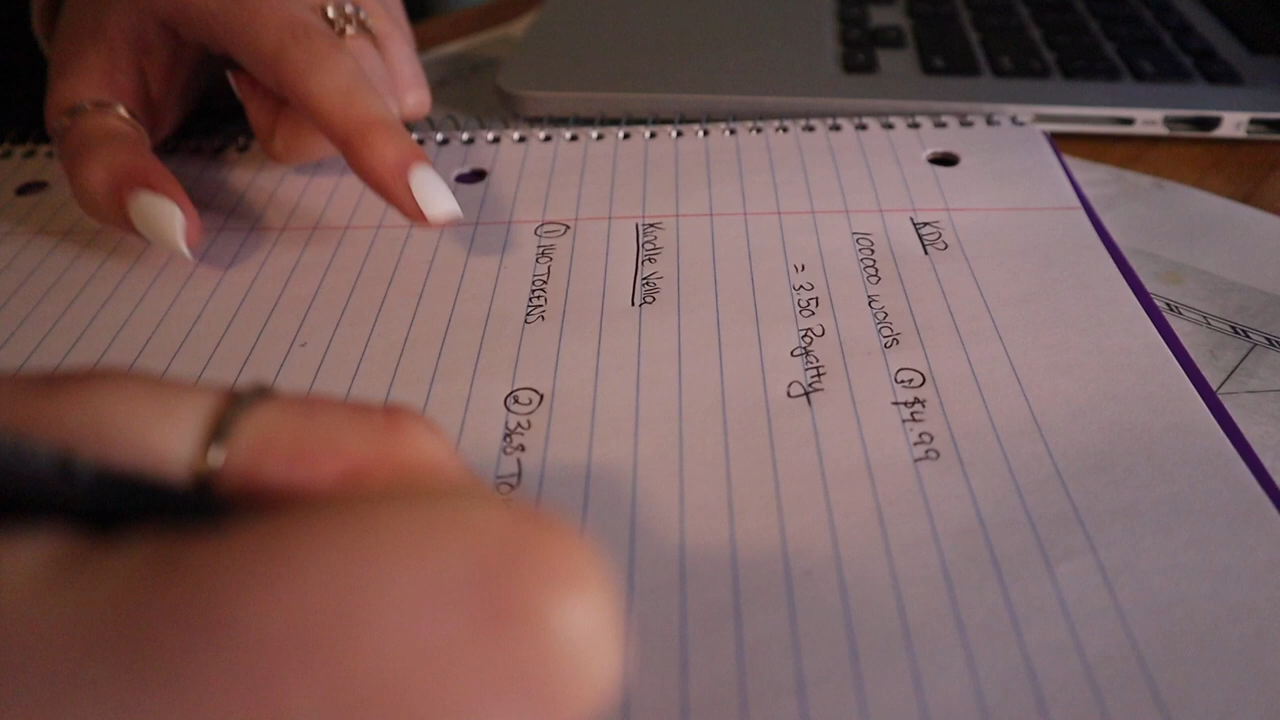 KDP
100000 words @ $4.99
= 3.50 Royalty
Kindle Vella
① 140 TOKENS ② 368 TO